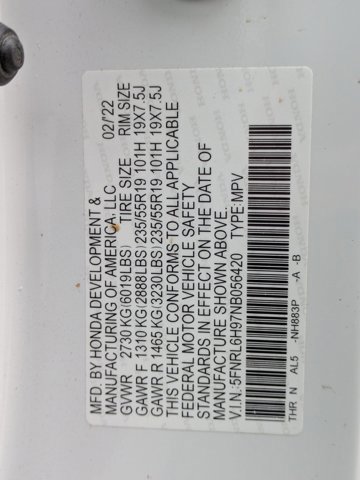 MFD. BY HONDA DEVELOPMENT &
MANUFACTURING OF AMERICA, LLC 02/'22
GVWR 2730 KG(6019LBS) TIRE SIZE RIM SIZE
GAWR F 1310 KG(2888LBS) 235/55R19 101H 19X7.5J
GAWR R 1465 KG(3230LBS) 235/55R19 101H 19X7.5J
THIS VEHICLE CONFORMS TO ALL APPLICABLE
FEDERAL MOTOR VEHICLE SAFETY
STANDARDS IN EFFECT ON THE DATE OF
MANUFACTURE SHOWN ABOVE.
V.I.N.:5FNRL6H97NB056420 TYPE:MPV
THR N AL5 -NH883P -A -B